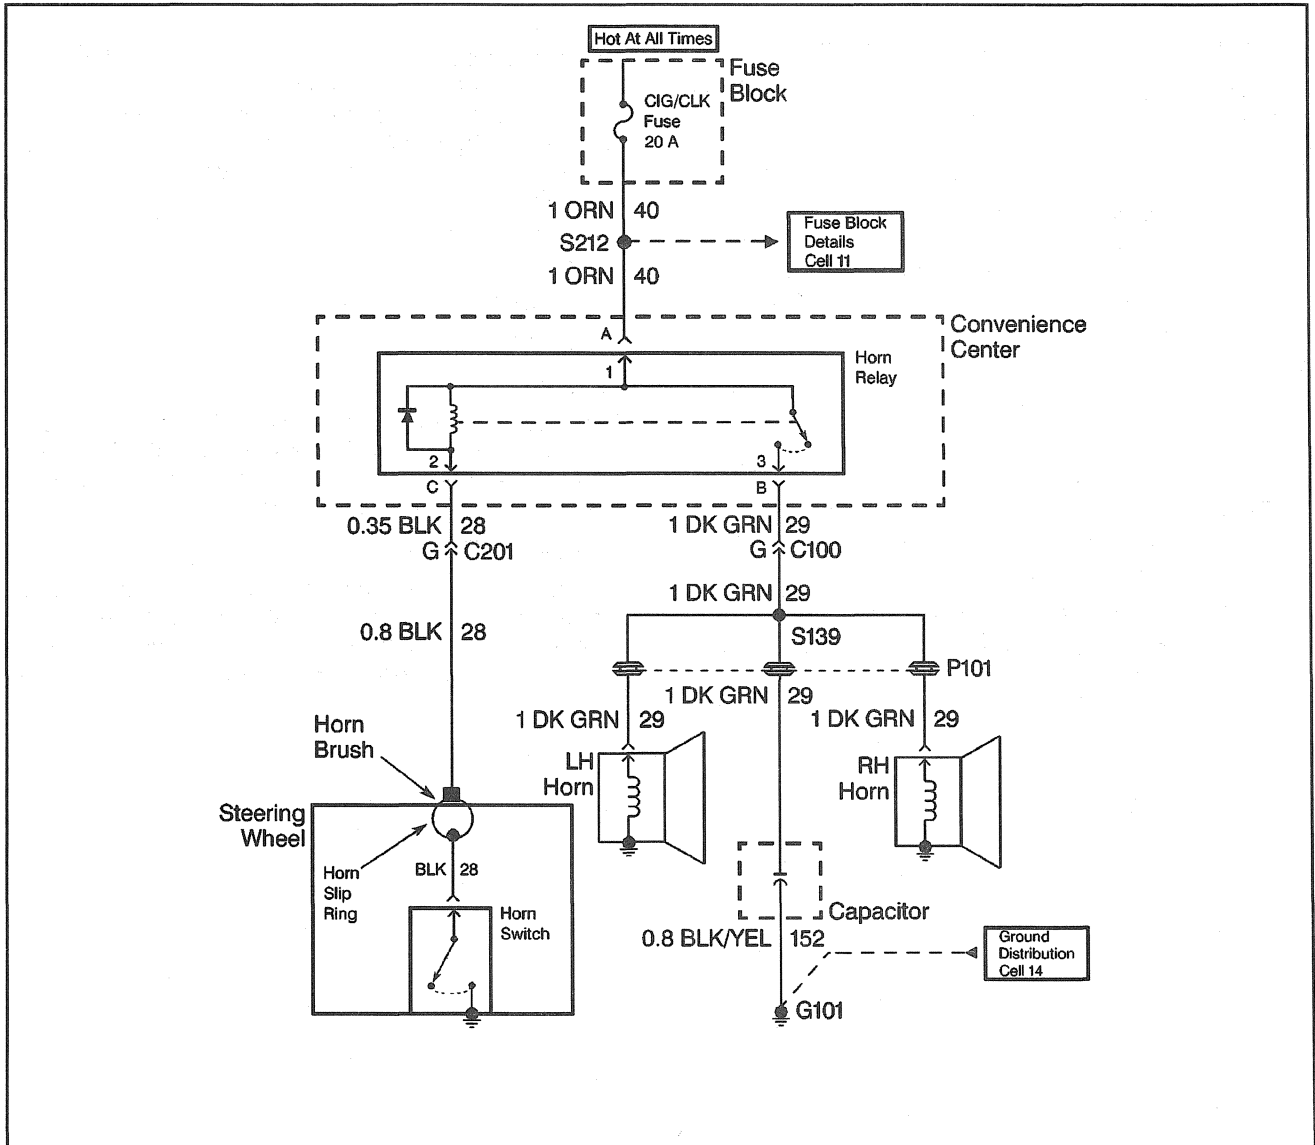 Hot At All Times
Fuse
Block
CIG/CLK
Fuse
20 A
1 ORN 40
S212
Fuse Block
Details
Cell 11
1 ORN 40
Convenience
Center
A
1
Horn
Relay
2
3
C
B
0.35 BLK 28
1 DK GRN 29
G C201
G C100
1 DK GRN 29
0.8 BLK 28
S139
P101
1 DK GRN 29
1 DK GRN 29
1 DK GRN 29
Horn
Brush
LH
Horn
RH
Horn
Steering
Wheel
BLK 28
Horn
Slip
Ring
Horn
Switch
Capacitor
0.8 BLK/YEL 152
Ground
Distribution
Cell 14
G101